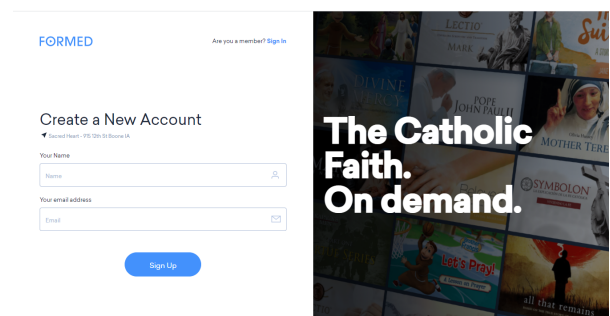 FORMED
Are you a member? Sign In
Create a New Account
Sacred Heart - 915 12th St Boone IA
Your Name
Name
Your email address
Email
Sign Up
LECTIO
MARK
DIVINE
MERCY
POPE
JOHN PAUL II
MOTHER TERE
SYMBOLON
Let's Pray!
all that remains
The Catholic
Faith.
On demand.